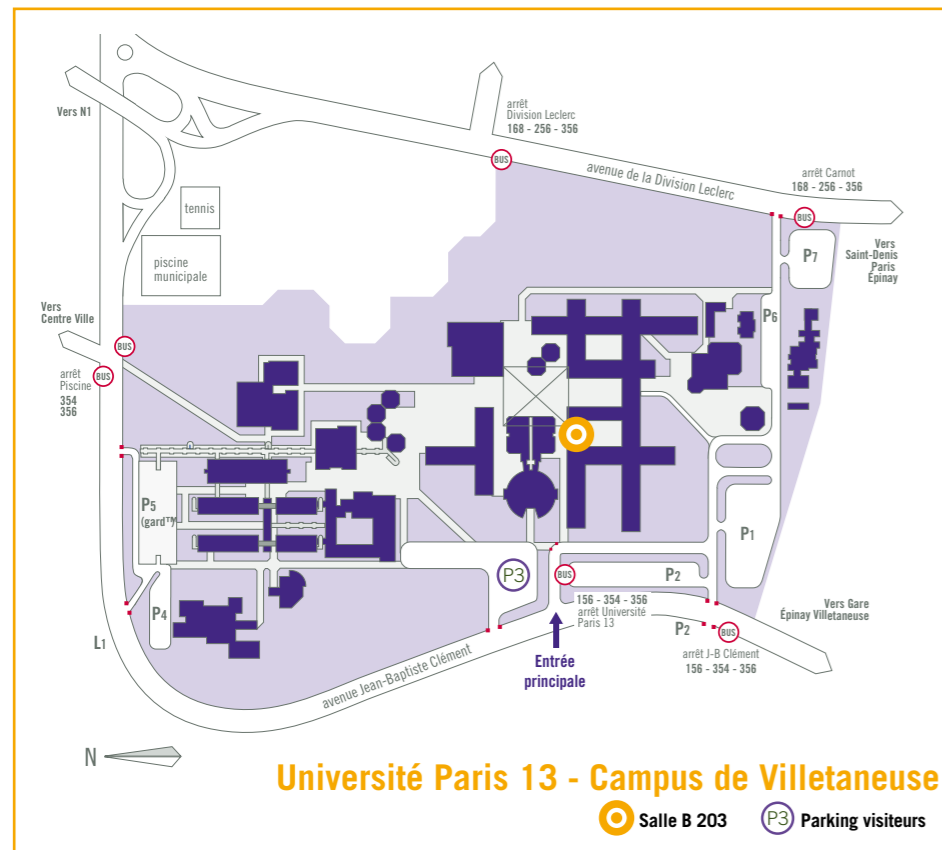 Vers N1
arrêt
Division Leclerc
168 - 256 - 356
BUS
avenue de la Division Leclerc
arrêt Carnot
168 - 256 - 356
BUS
tennis
piscine
municipale
P7
Vers
Saint-Denis
Paris
Épinay
Vers
Centre Ville
BUS
BUS
arrêt
Piscine
354
356
P6
P5
(gard™)
P1
P3
BUS
P2
156 - 354 - 356
arrêt Université
Paris 13
P4
P2
BUS
Vers Gare
Épinay Villetaneuse
L1
avenue Jean-Baptiste Clément
Entrée
principale
arrêt J-B Clément
156 - 354 - 356
N
Université Paris 13 - Campus de Villetaneuse
Salle B 203
P3 Parking visiteurs